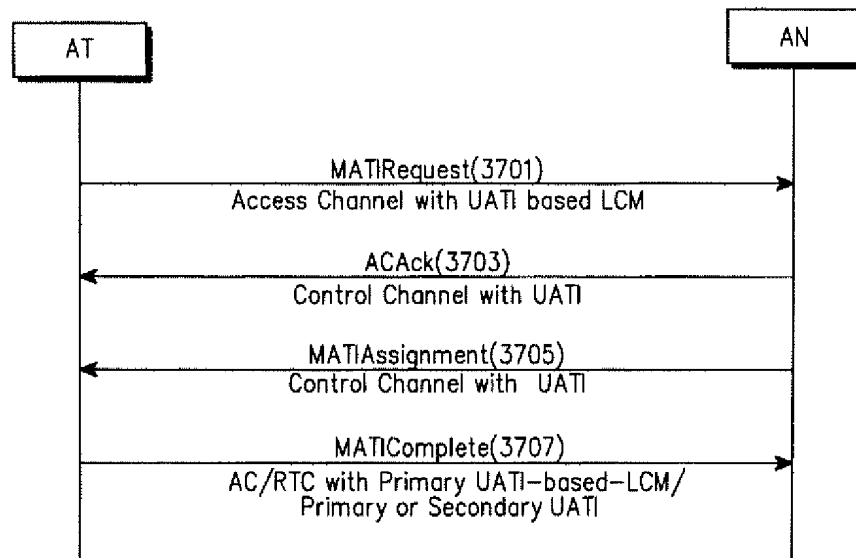 AT
AN
MATIRequest(3701)
Access Channel with UATI based LCM
ACAck(3703)
Control Channel with UATI
MATIAssignment(3705)
Control Channel with UATI
MATIComplete(3707)
AC/RTC with Primary UATI-based-LCM/
Primary or Secondary UATI